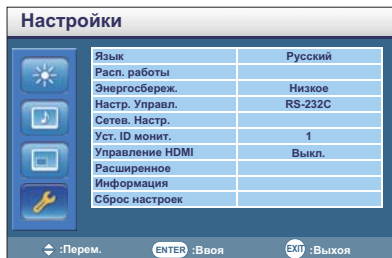 Настройки
Язык Русский
Расп. работы
Энергосбереж. Низкое
Настр. Управл. RS-232C
Сетев. Настр.
Уст. ID монит. 1
Управление HDMI Выкл.
Расширенное
Информация
Сброс настроек
:Перем. ENTER :Ввоя EXIT :Выхоя